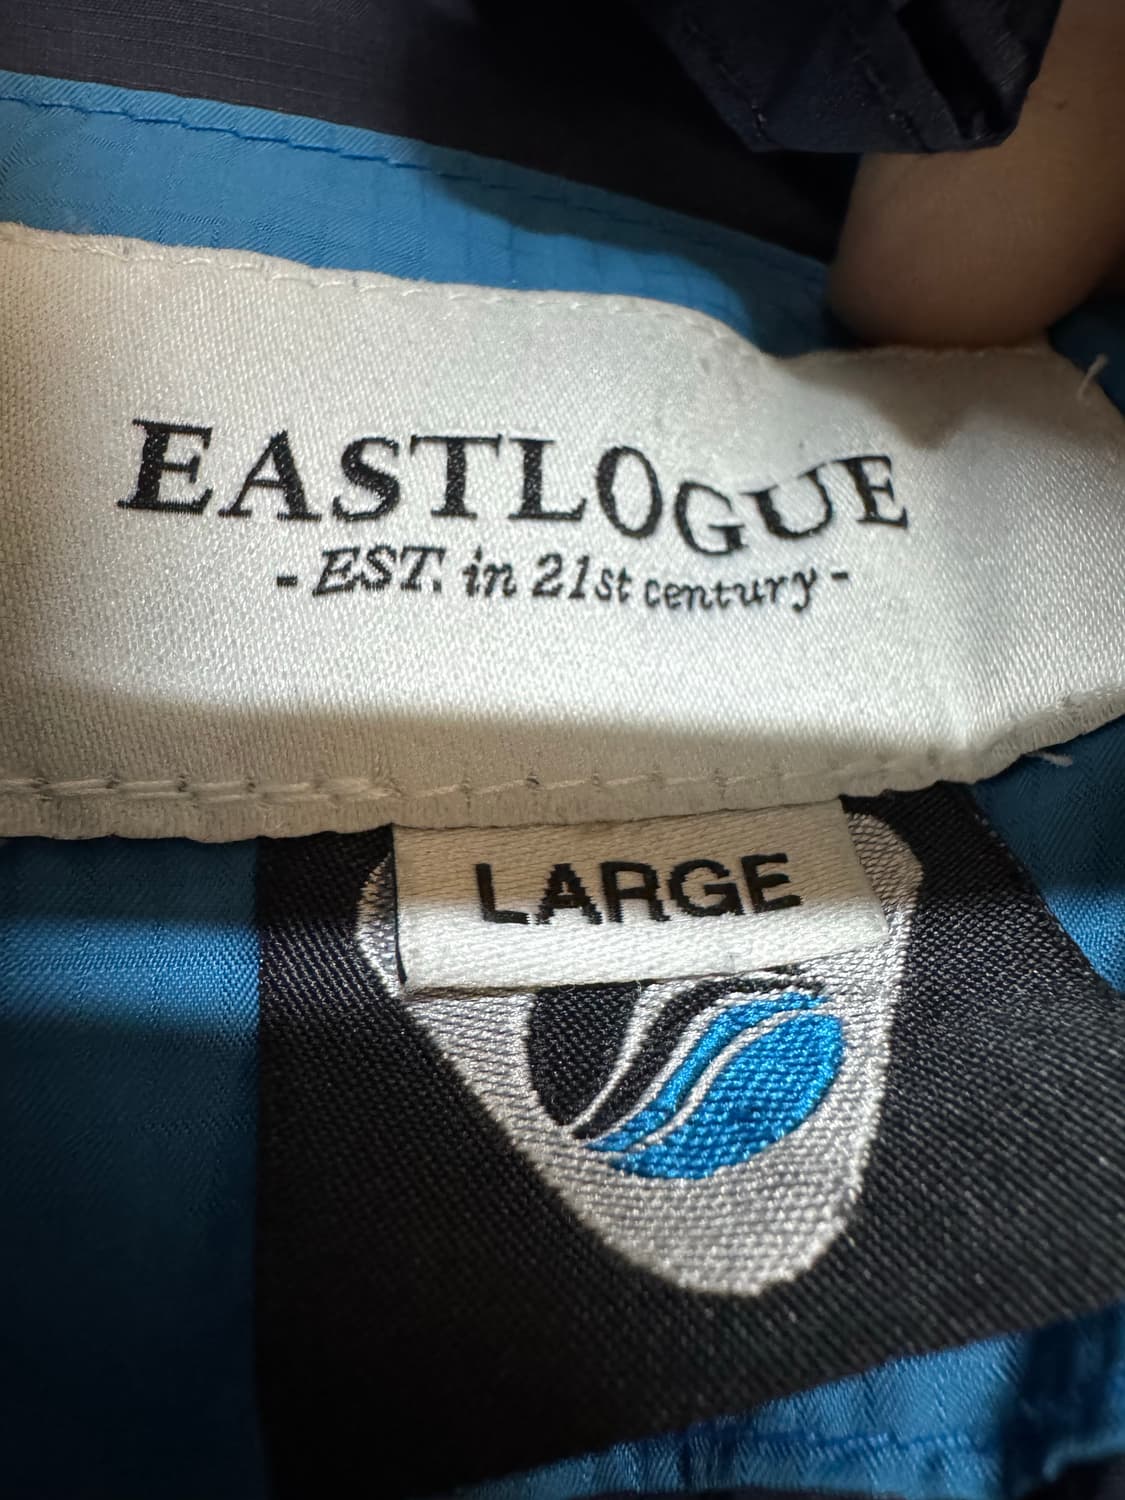 EASTLOGUE
- EST. in 21st century -
LARGE